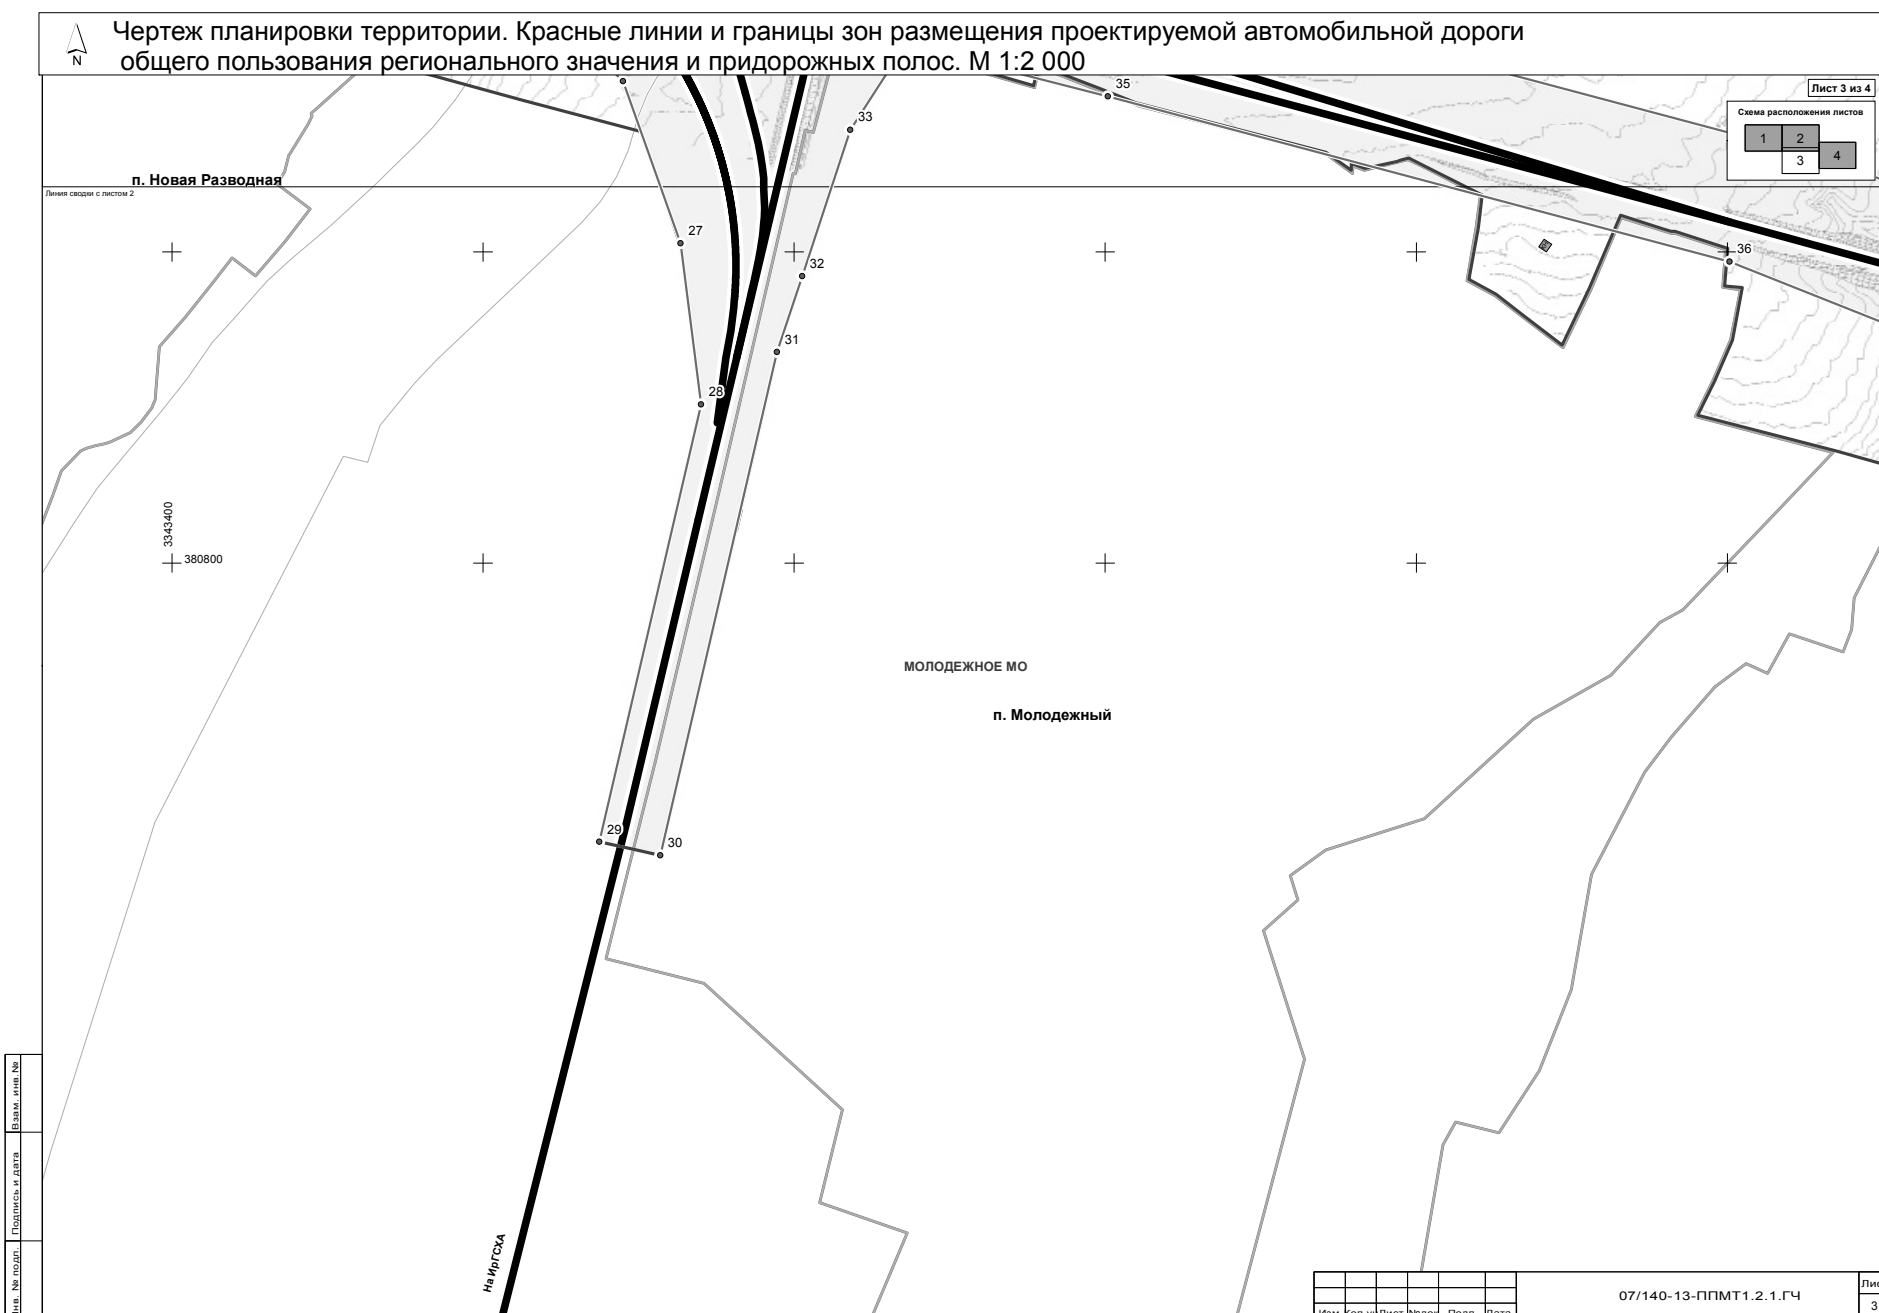 Чертеж планировки территории. Красные линии и границы зон размещения проектируемой автомобильной дороги
общего пользования регионального значения и придорожных полос. М 1:2 000
N
Лист 3 из 4
Схема расположения листов
1
2
3
4
35
33
п. Новая Разводная
Линия сводки с листом 2
27
32
36
31
28
3343400
380800
МОЛОДЕЖНОЕ МО
п. Молодежный
29
30
На ИрГСХА
Взам. инв.№
Подпись и дата
№ подл.
07/140-13-ППМТ1.2.1.ГЧ
3